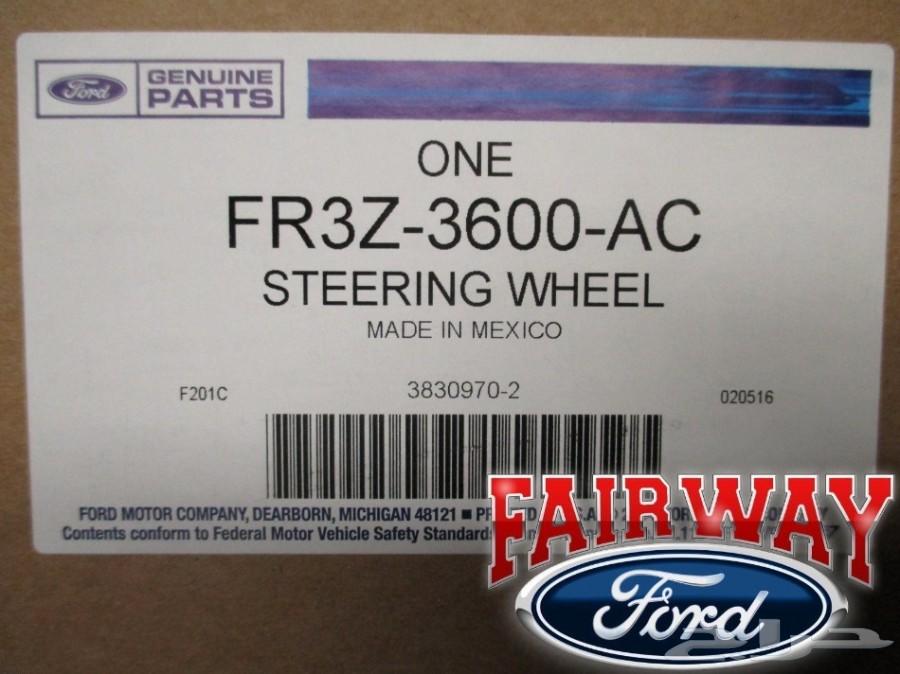 Ford
GENUINE
PARTS
ONE
FR3Z-3600-AC
STEERING WHEEL
MADE IN MEXICO
F201C 3830970-2 020516
FORD MOTOR COMPANY, DEARBORN, MICHIGAN 48121 ■
Contents conform to Federal Motor Vehicle Safety
FAIRWAY
Ford
حراج